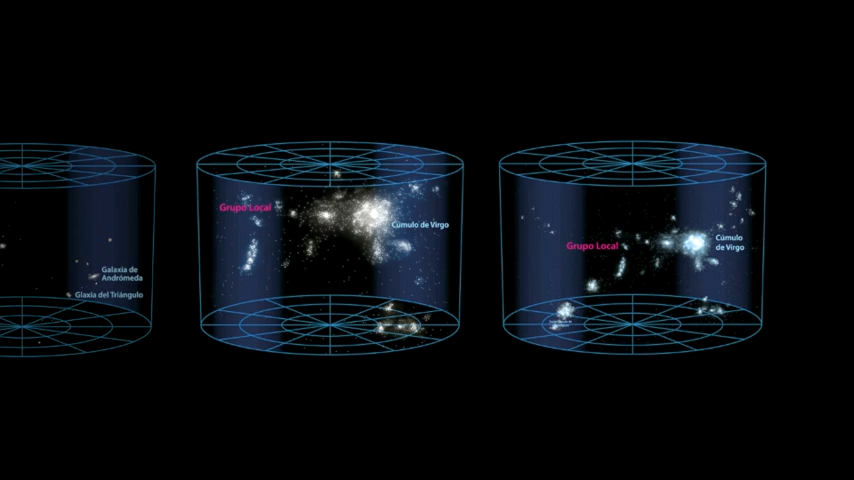 Galaxia de
Andrómeda
Glaxia del Triángulo
Grupo Local
Cúmulo de Virgo
Grupo Local
Cúmulo
de Virgo